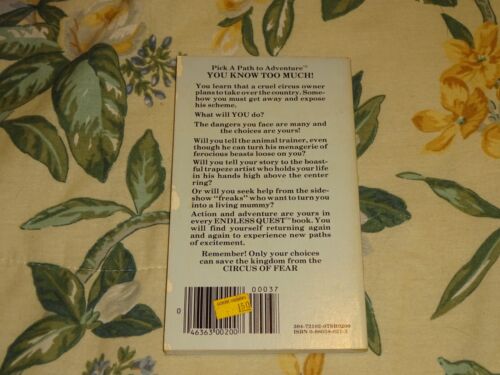 Pick A Path to Adventure™
YOU KNOW TOO MUCH!
You learn that a cruel circus owner
plans to take over the country. Some-
how you must get away and expose
his scheme.
What will YOU do?
The dangers you face are many and
the choices are yours!
Will you tell the animal trainer, even
though he can turn his menagerie of
ferocious beasts loose on you?
Will you tell your story to the boast-
ful trapeze artist who holds your life
in his hands high above the center
ring?
Or will you seek help from the side-
show "freaks" who want to turn you
into a living mummy?
Action and adventure are yours in
every ENDLESS QUEST™ book. You
will find yourself returning again
and again to experience new paths
of excitement.
Remember! Only your choices
can save the kingdom from the
CIRCUS OF FEAR
00037
150
0
46363 00200